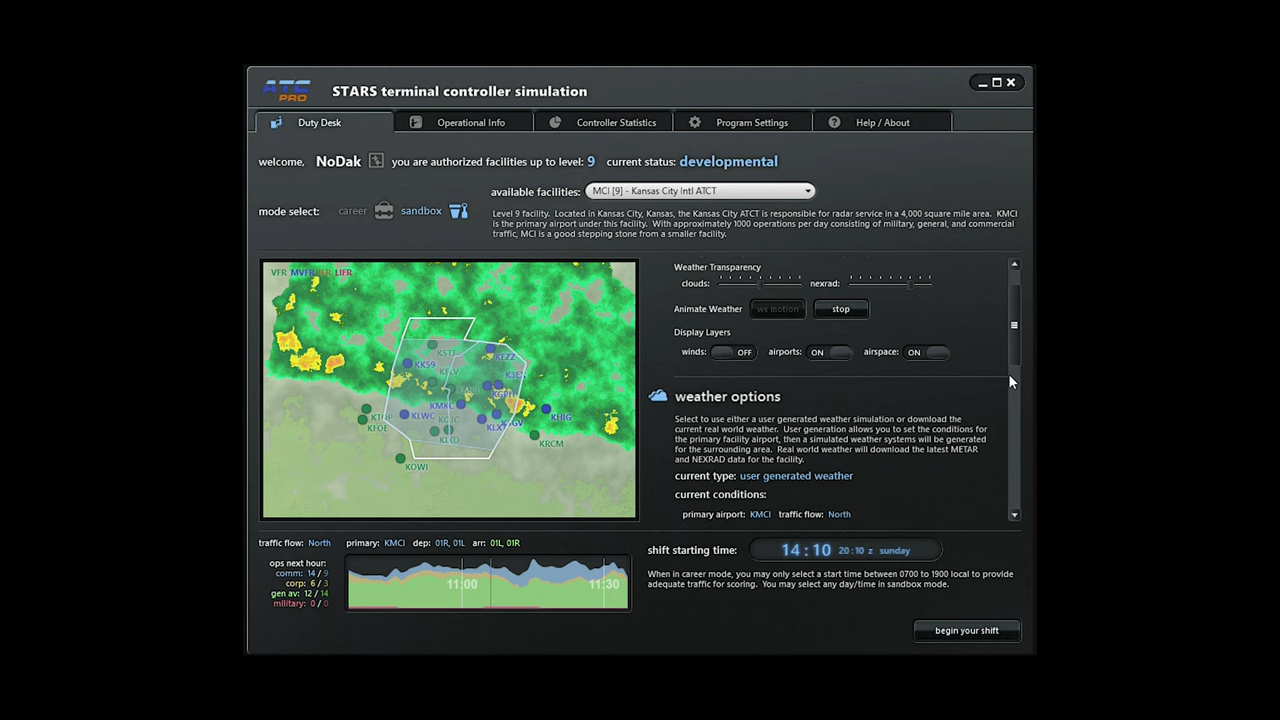 ATC PRO
STARS terminal controller simulation
Duty Desk
Operational Info
Controller Statistics
Program Settings
Help / About
welcome, NoDak you are authorized facilities up to level: 9 current status: developmental
available facilities: MCI [9] - Kansas City Intl ATCT
mode select: career sandbox
Level 9 facility. Located in Kansas City, Kansas, the Kansas City ATCT is responsible for radar service in a 4,000 square mile area. KMCI
is the primary airport under this facility. With approximately 1000 operations per day consisting of military, general, and commercial
traffic, MCI is a good stepping stone from a smaller facility.
VFR MVFR IFR LIFR
KSTJ
KEZZ
KK59
KFOE
KLWC
KHIG
KRCM
KOWI
Weather Transparency
clouds: nexrad:
Animate Weather wx motion stop
Display Layers
winds: OFF airports: ON airspace: ON
weather options
Select to use either a user generated weather simulation or download the
current real world weather. User generation allows you to set the conditions for
the primary facility airport, then a simulated weather systems will be generated
for the surrounding area. Real world weather will download the latest METAR
and NEXRAD data for the facility.
current type: user generated weather
current conditions:
primary airport: KMCI traffic flow: North
traffic flow: North primary: KMCI dep: 01R, 01L arr: 01L, 01R
ops next hour:
comm: 14 / 9
corp: 6 / 3
gen av: 12 / 14
military: 0 / 0
11:00
11:30
shift starting time: 14:10 20:10 z sunday
When in career mode, you may only select a start time between 0700 to 1900 local to provide
adequate traffic for scoring. You may select any day/time in sandbox mode.
begin your shift